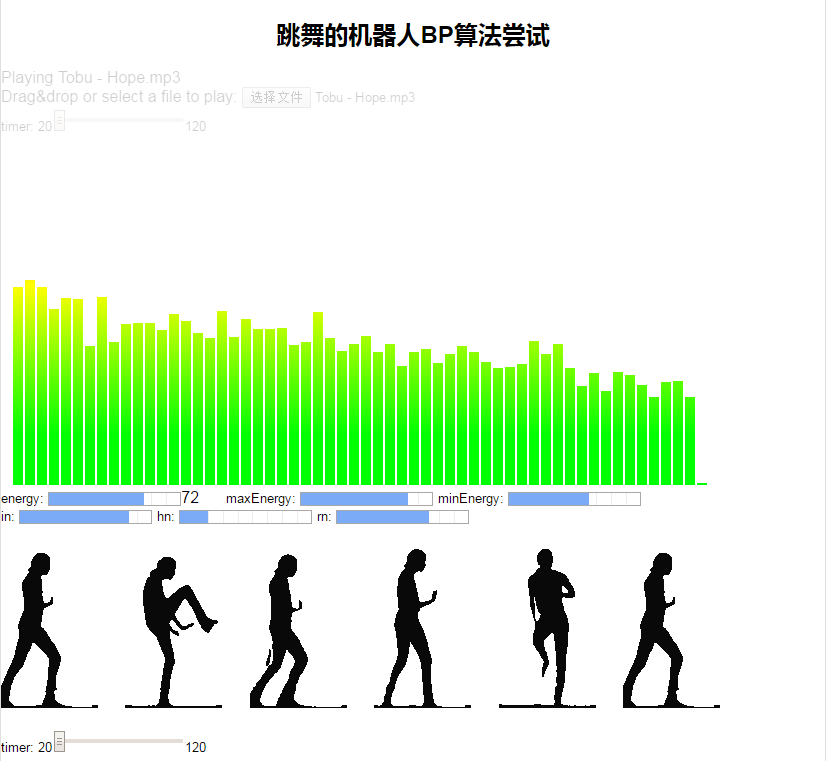 跳舞的机器人BP算法尝试
Playing Tobu - Hope.mp3
Drag&drop or select a file to play: 选择文件 Tobu - Hope.mp3
timer: 20 120
energy: 72 maxEnergy: minEnergy:
in: hn: rn:
timer: 20 120